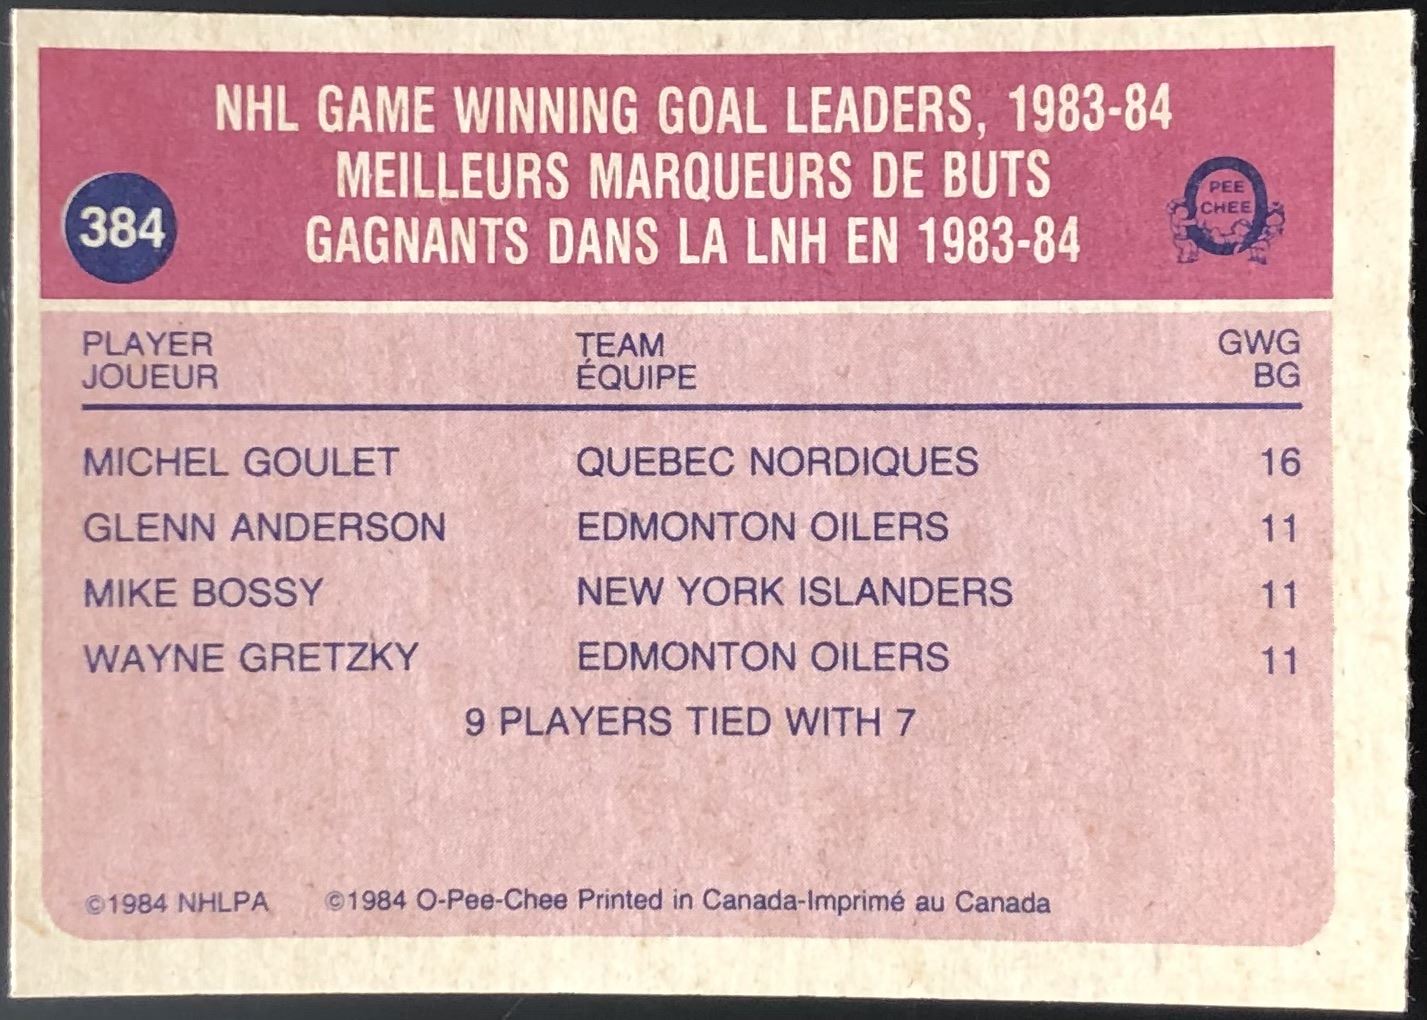 NHL GAME WINNING GOAL LEADERS, 1983-84
MEILLEURS MARQUEURS DE BUTS
GAGNANTS DANS LA LNH EN 1983-84
384
O
PEE
CHEE
PLAYER TEAM GWG
JOUEUR ÉQUIPE BG
MICHEL GOULET QUEBEC NORDIQUES 16
GLENN ANDERSON EDMONTON OILERS 11
MIKE BOSSY NEW YORK ISLANDERS 11
WAYNE GRETZKY EDMONTON OILERS 11
9 PLAYERS TIED WITH 7
©1984 NHLPA ©1984 O-Pee-Chee Printed in Canada-Imprimé au Canada